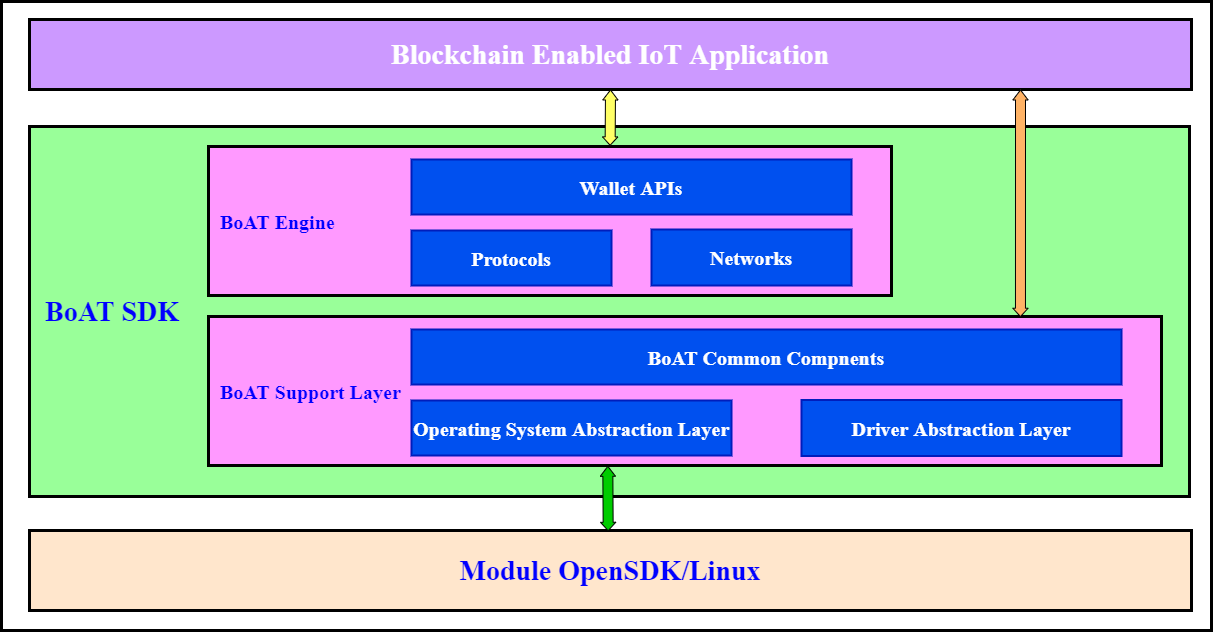 Blockchain Enabled IoT Application
Wallet APIs
BoAT Engine
Protocols
Networks
BoAT SDK
BoAT Common Compnents
BoAT Support Layer
Operating System Abstraction Layer
Driver Abstraction Layer
Module OpenSDK/Linux